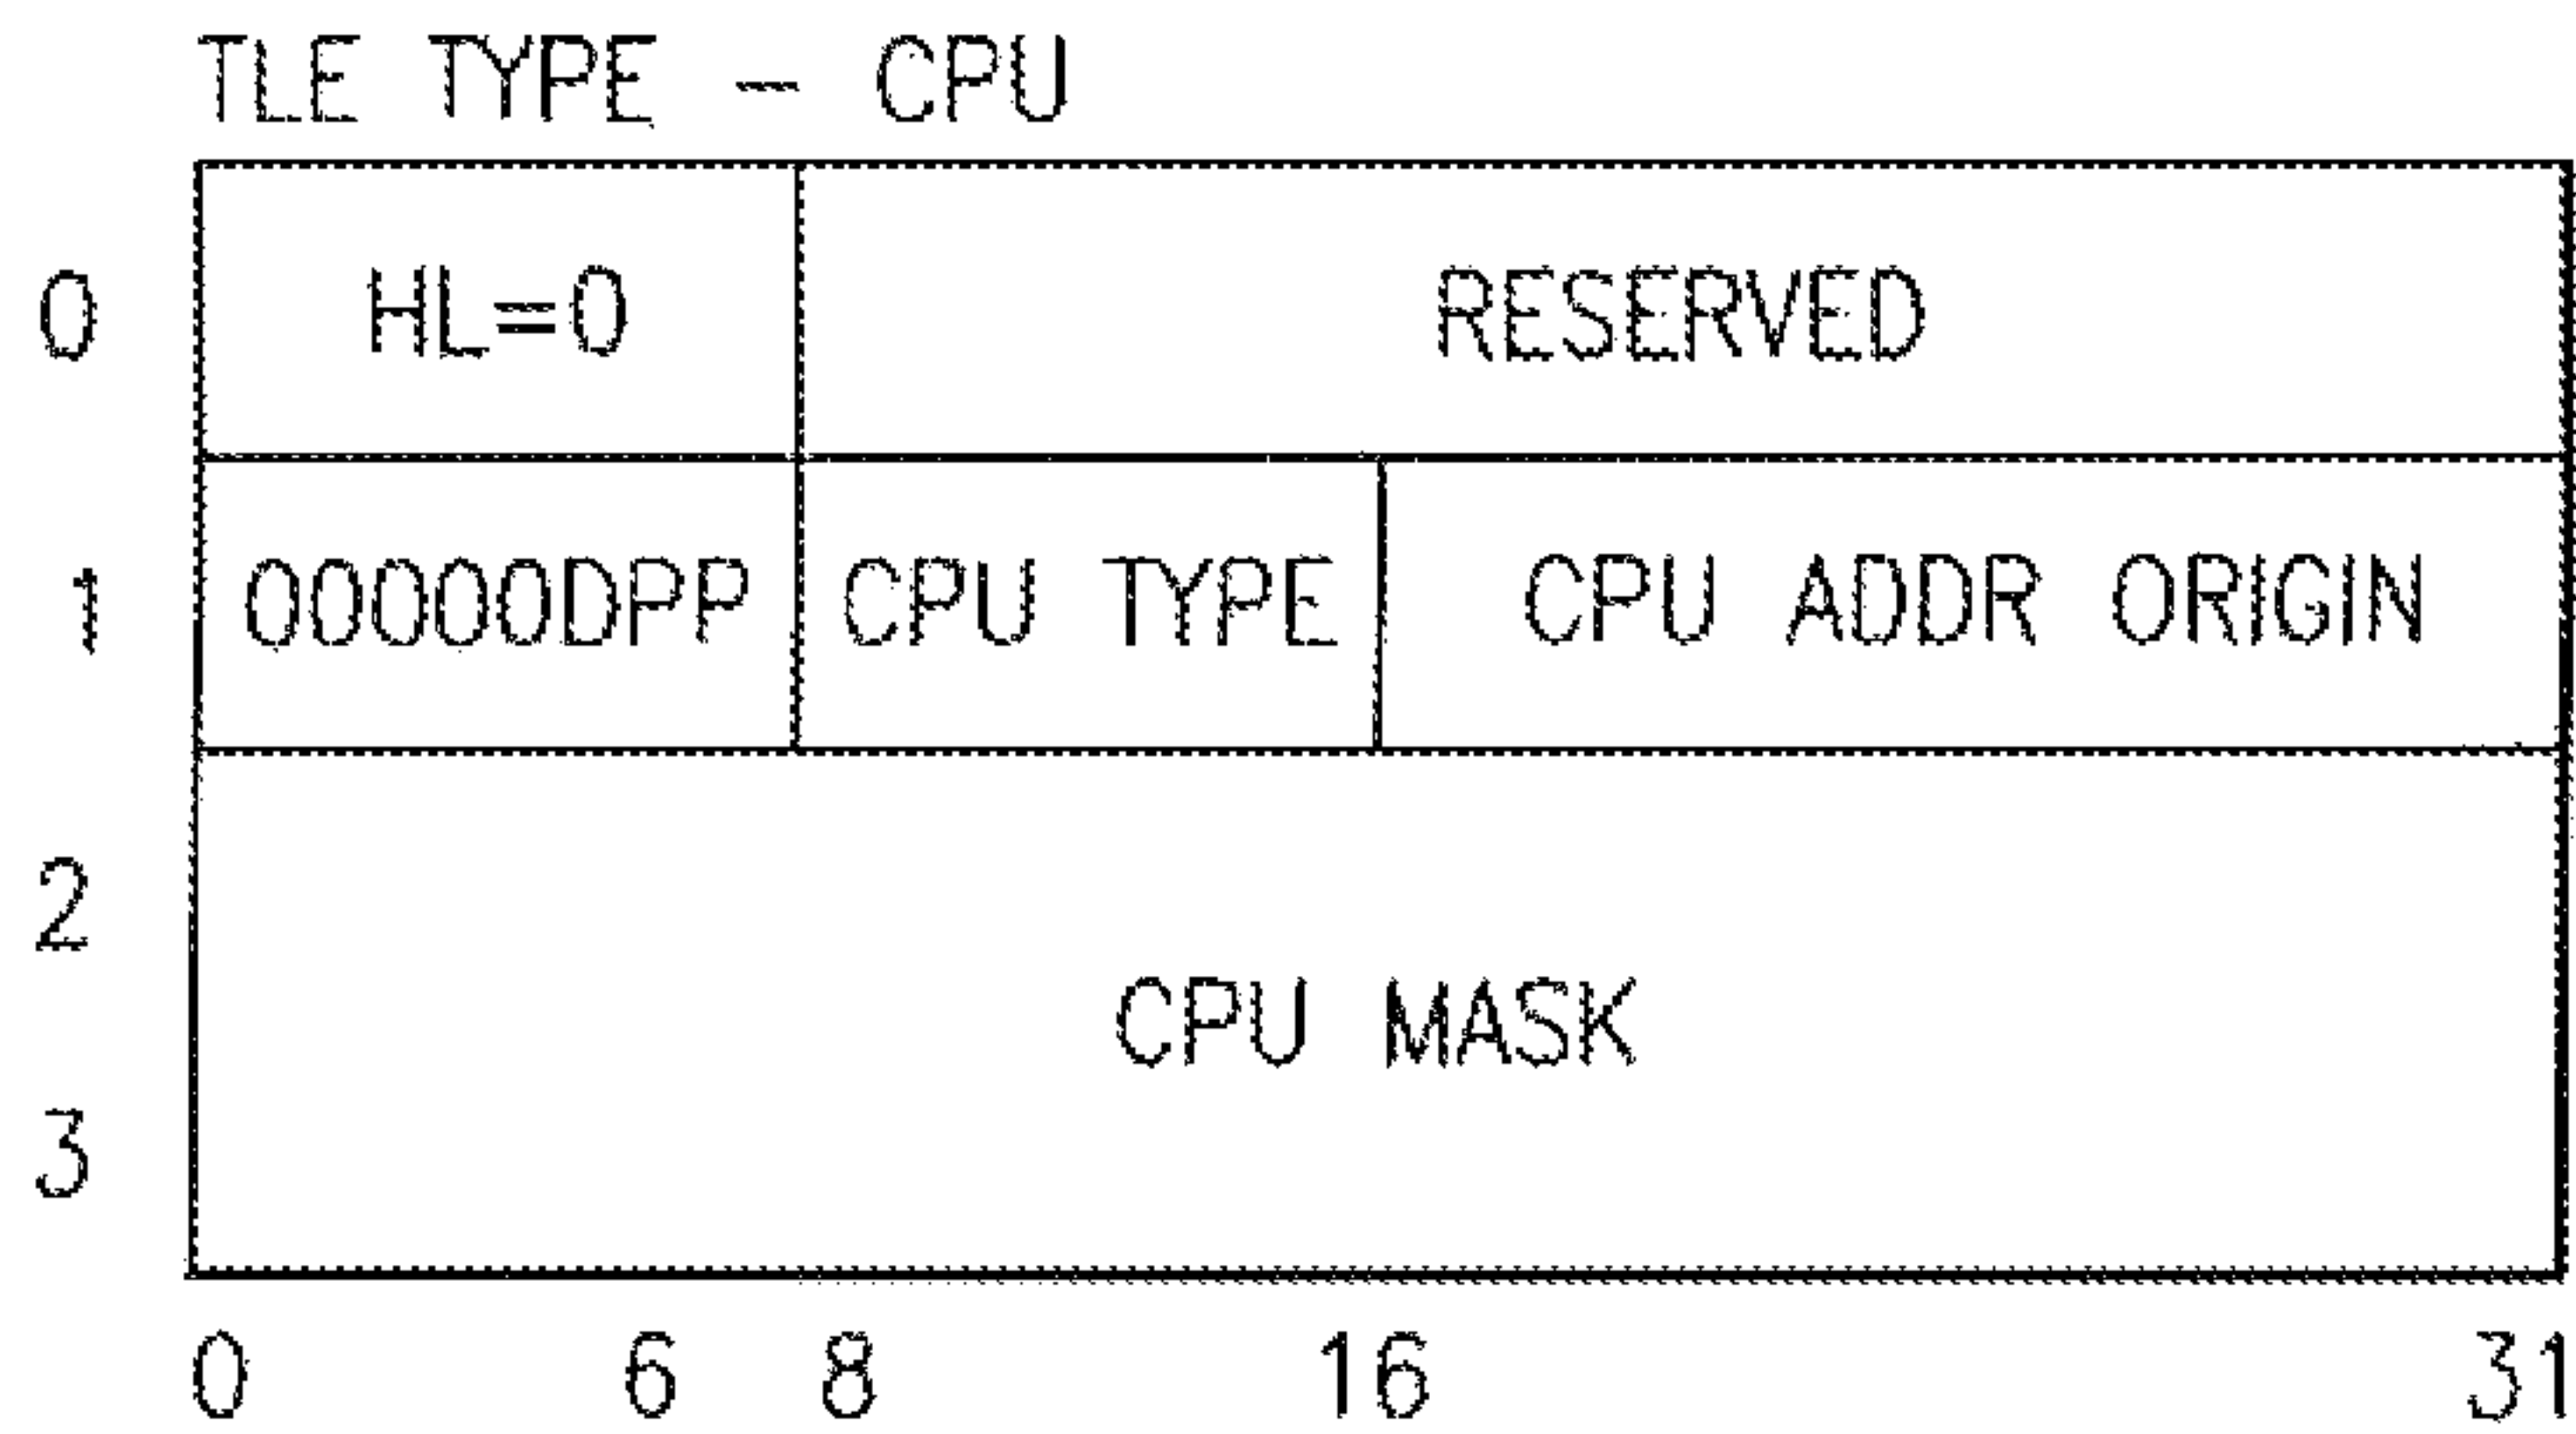 TLE TYPE - CPU
0 HL=0 RESERVED
1 00000DPP CPU TYPE CPU ADDR ORIGIN
2
CPU MASK
3
0 6 8 16 31